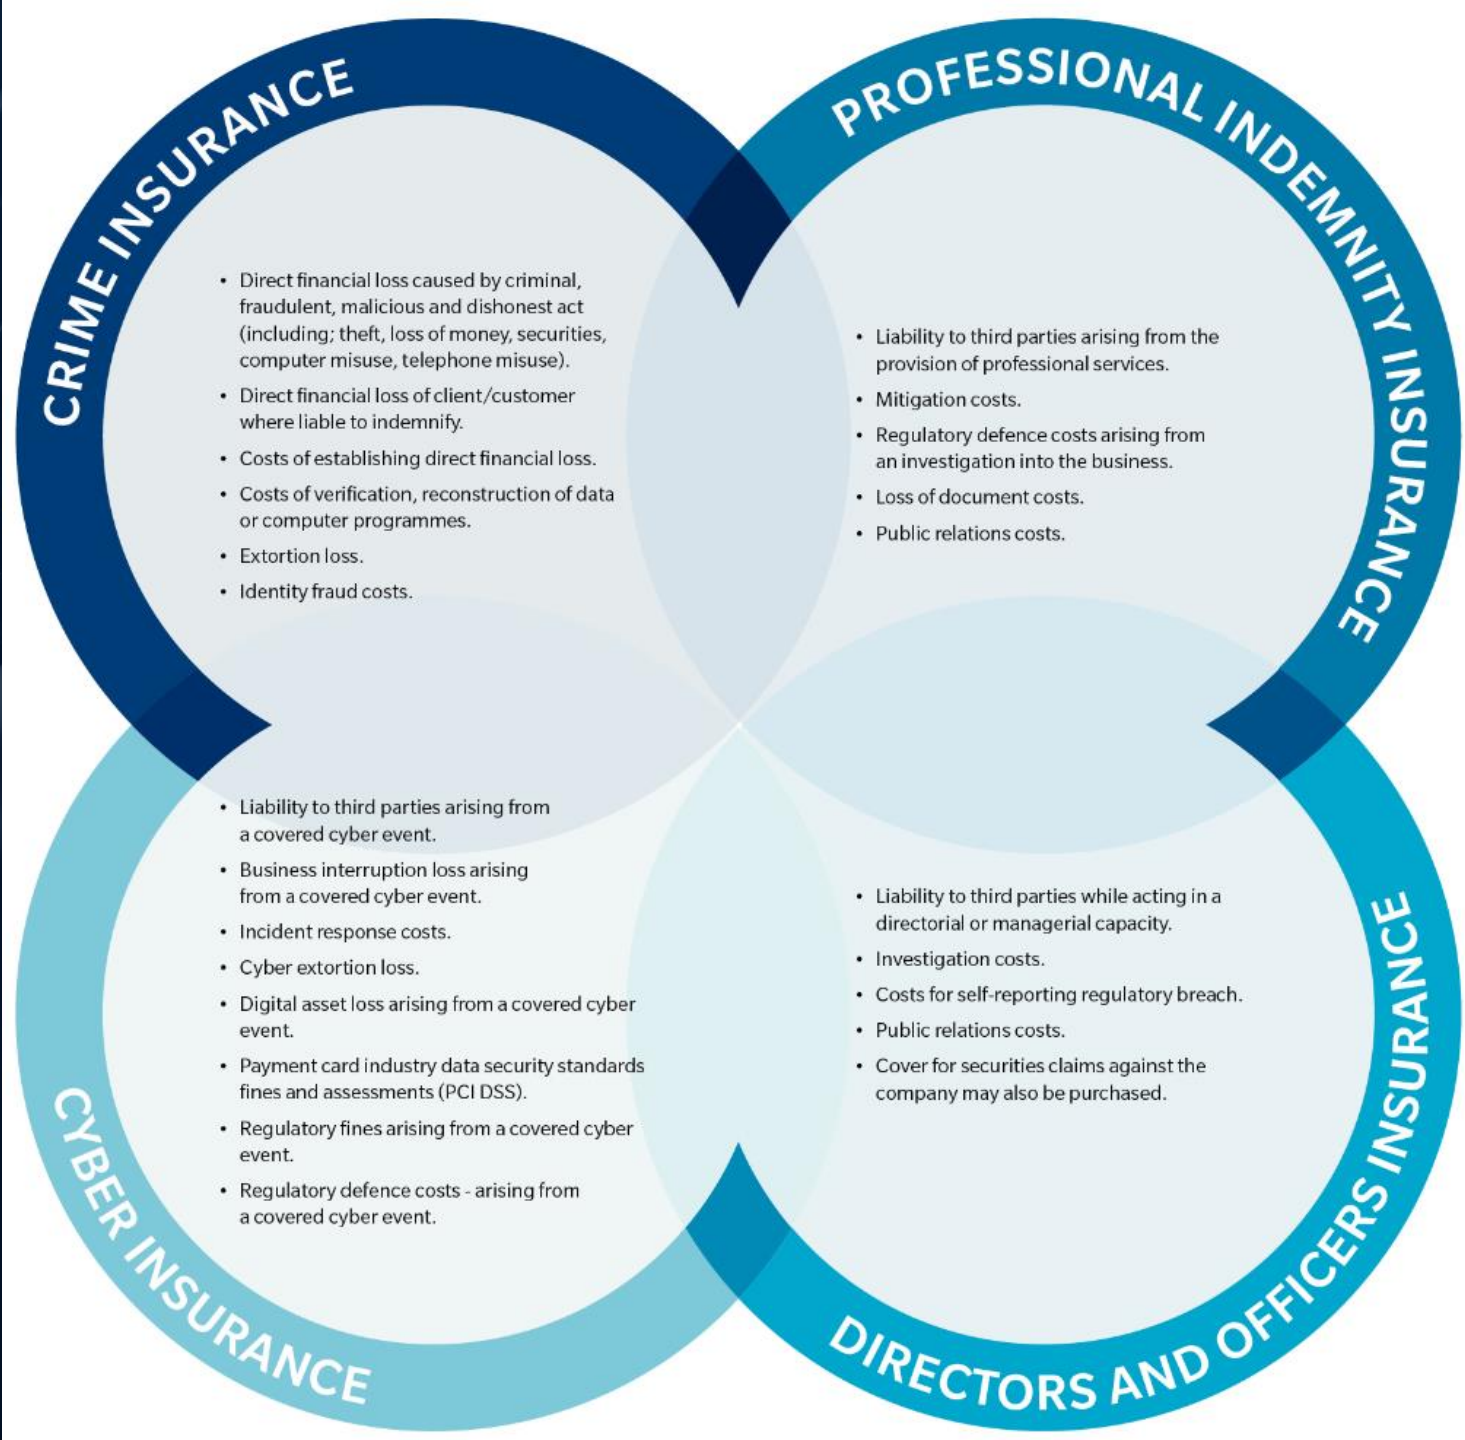 CRIME INSURANCE
• Direct financial loss caused by criminal,
fraudulent, malicious and dishonest act
(including; theft, loss of money, securities,
computer misuse, telephone misuse).
• Direct financial loss of client/customer
where liable to indemnify.
• Costs of establishing direct financial loss.
• Costs of verification, reconstruction of data
or computer programmes.
• Extortion loss.
• Identity fraud costs.
PROFESSIONAL INDEMNITY INSURANCE
• Liability to third parties arising from the
provision of professional services.
• Mitigation costs.
• Regulatory defence costs arising from
an investigation into the business.
• Loss of document costs.
• Public relations costs.
CYBER INSURANCE
• Liability to third parties arising from
a covered cyber event.
• Business interruption loss arising
from a covered cyber event.
• Incident response costs.
• Cyber extortion loss.
• Digital asset loss arising from a covered cyber
event.
• Payment card industry data security standards
fines and assessments (PCI DSS).
• Regulatory fines arising from a covered cyber
event.
• Regulatory defence costs - arising from
a covered cyber event.
DIRECTORS AND OFFICERS INSURANCE
• Liability to third parties while acting in a
directorial or managerial capacity.
• Investigation costs.
• Costs for self-reporting regulatory breach.
• Public relations costs.
• Cover for securities claims against the
company may also be purchased.